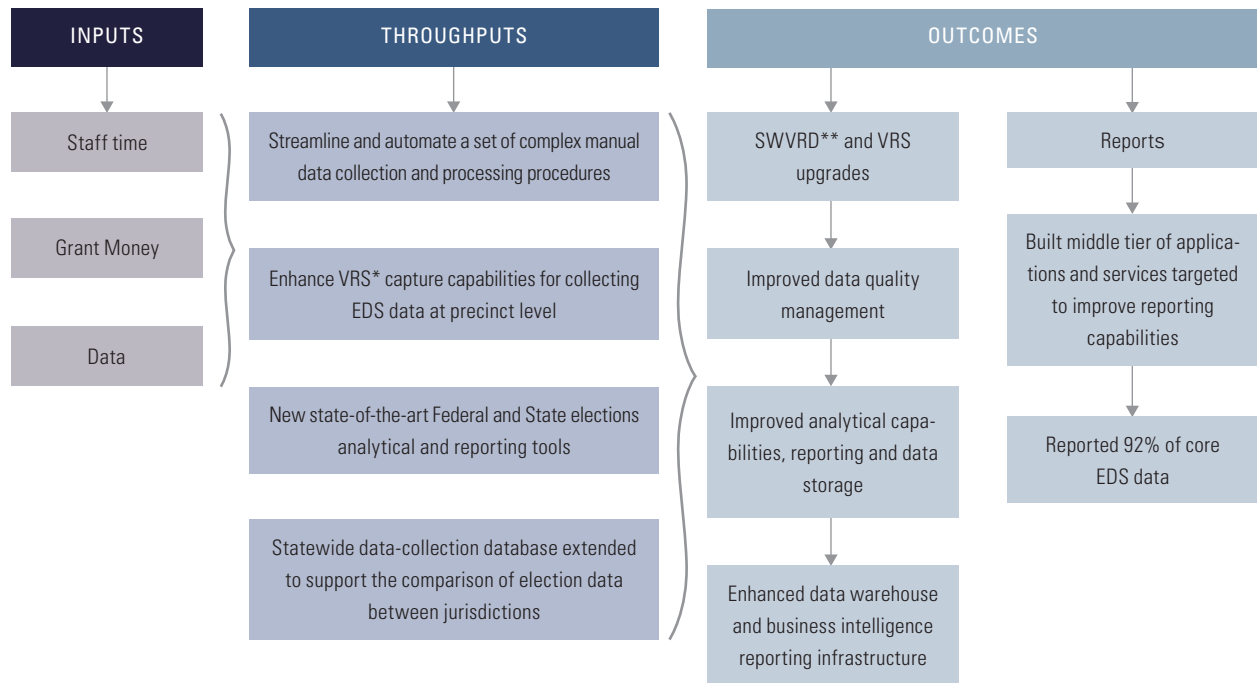 INPUTS
Staff time
Grant Money
Data
THROUGHPUTS
Streamline and automate a set of complex manual
data collection and processing procedures
Enhance VRS* capture capabilities for collecting
EDS data at precinct level
New state-of-the-art Federal and State elections
analytical and reporting tools
Statewide data-collection database extended
to support the comparison of election data
between jurisdictions
OUTCOMES
SWVRD** and VRS
upgrades
Improved data quality
management
Improved analytical capa-
bilities, reporting and data
storage
Enhanced data warehouse
and business intelligence
reporting infrastructure
Reports
Built middle tier of applica-
tions and services targeted
to improve reporting
capabilities
Reported 92% of core
EDS data